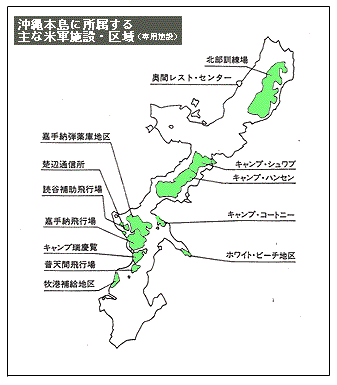 沖縄本島に所属する
主な米軍施設・区域（専用施設）
北部訓練場
奥間レスト・センター
嘉手納弾薬庫地区
キャンプ・シュワブ
楚辺通信所
キャンプ・ハンセン
読谷補助飛行場
嘉手納飛行場
キャンプ・コートニー
キャンプ瑞慶覧
ホワイト・ビーチ地区
普天間飛行場
牧港補給地区